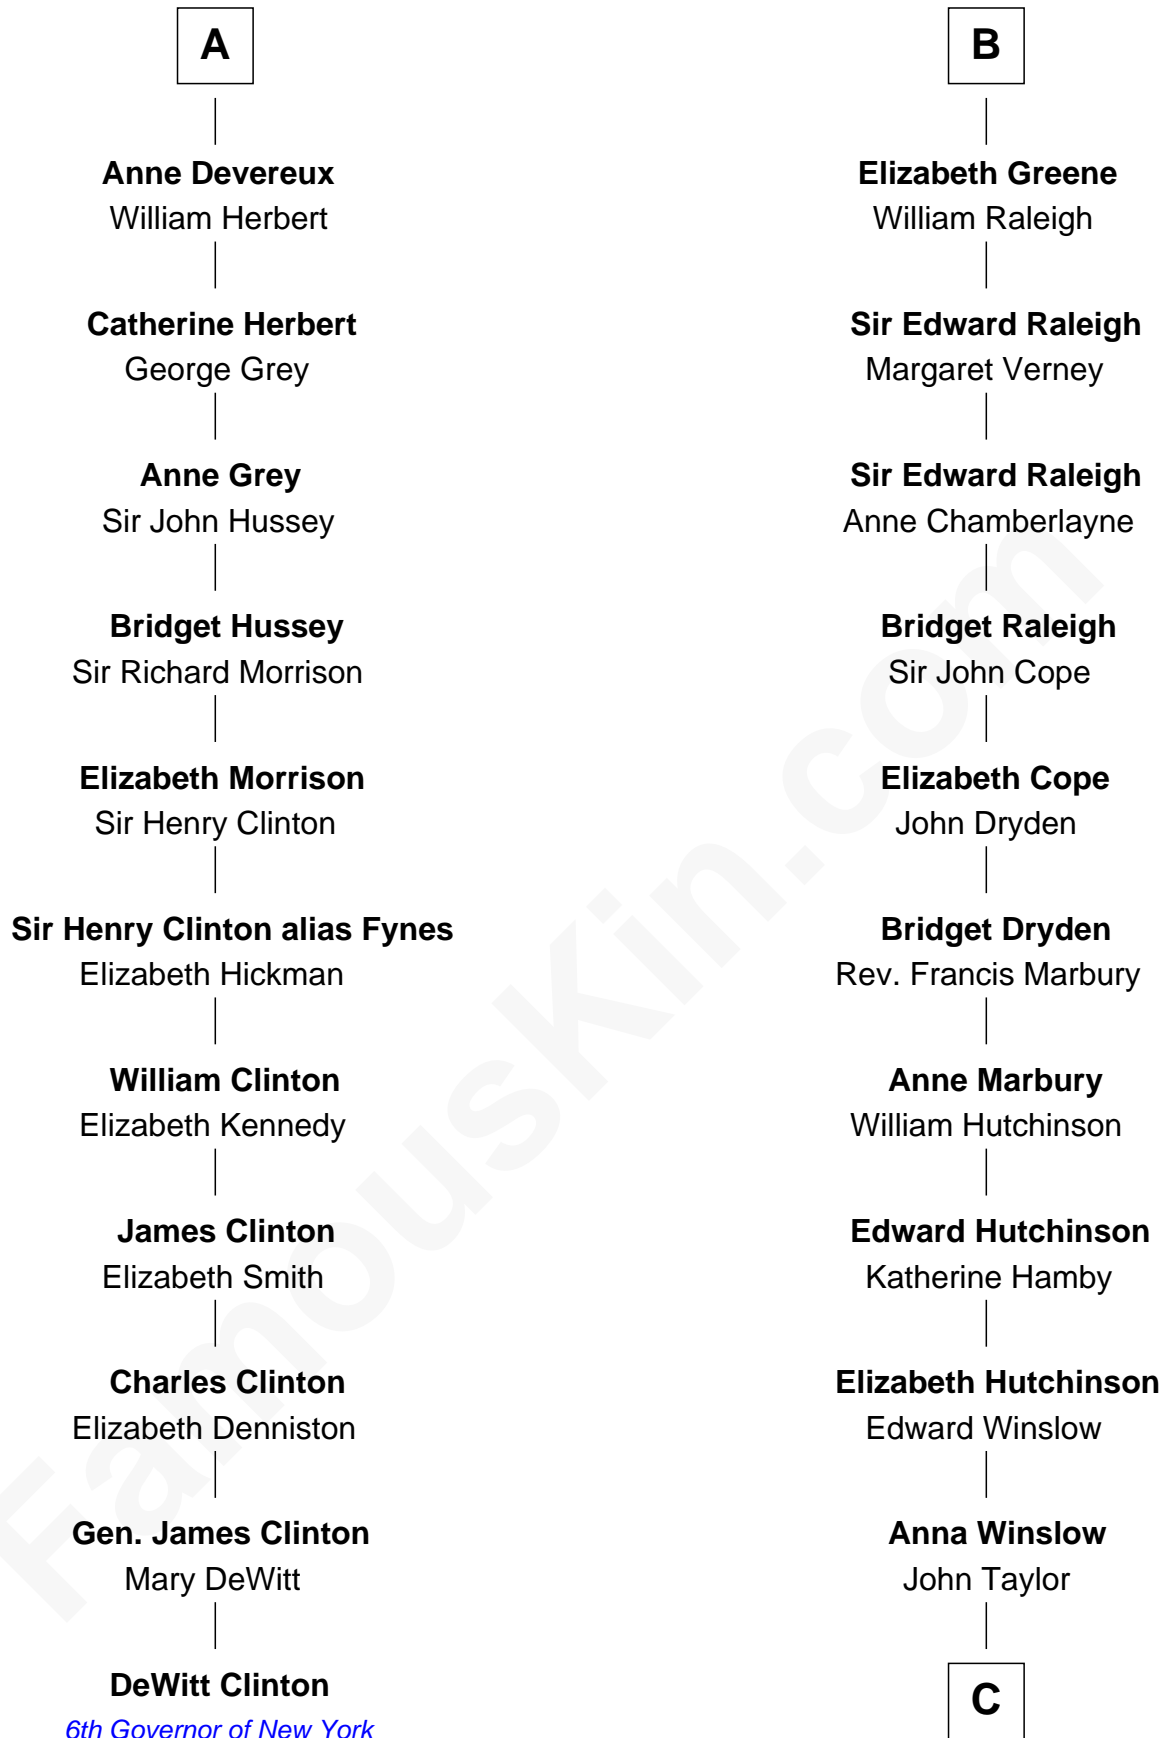 A
Anne Devereux
William Herbert
Catherine Herbert
George Grey
Anne Grey
Sir John Hussey
Bridget Hussey
Sir Richard Morrison
Elizabeth Morrison
Sir Henry Clinton
Sir Henry Clinton alias Fynes
Elizabeth Hickman
William Clinton
Elizabeth Kennedy
James Clinton
Elizabeth Smith
Charles Clinton
Elizabeth Denniston
Gen. James Clinton
Mary DeWitt
DeWitt Clinton
6th Governor of New York
B
Elizabeth Greene
William Raleigh
Sir Edward Raleigh
Margaret Verney
Sir Edward Raleigh
Anne Chamberlayne
Bridget Raleigh
Sir John Cope
Elizabeth Cope
John Dryden
Bridget Dryden
Rev. Francis Marbury
Anne Marbury
William Hutchinson
Edward Hutchinson
Katherine Hamby
Elizabeth Hutchinson
Edward Winslow
Anna Winslow
John Taylor
C
FamousKin.com